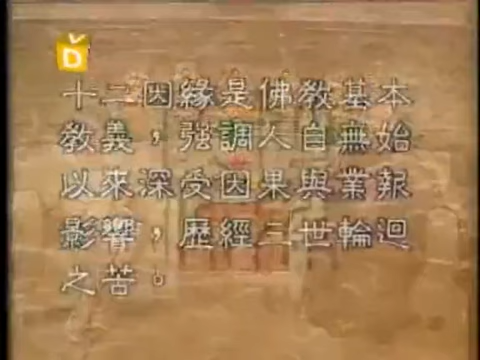 Ď
十二因緣是佛教基本
教義，強調人自無始
以來深受因果與業報
影響，歷經三世輪迴
之苦。